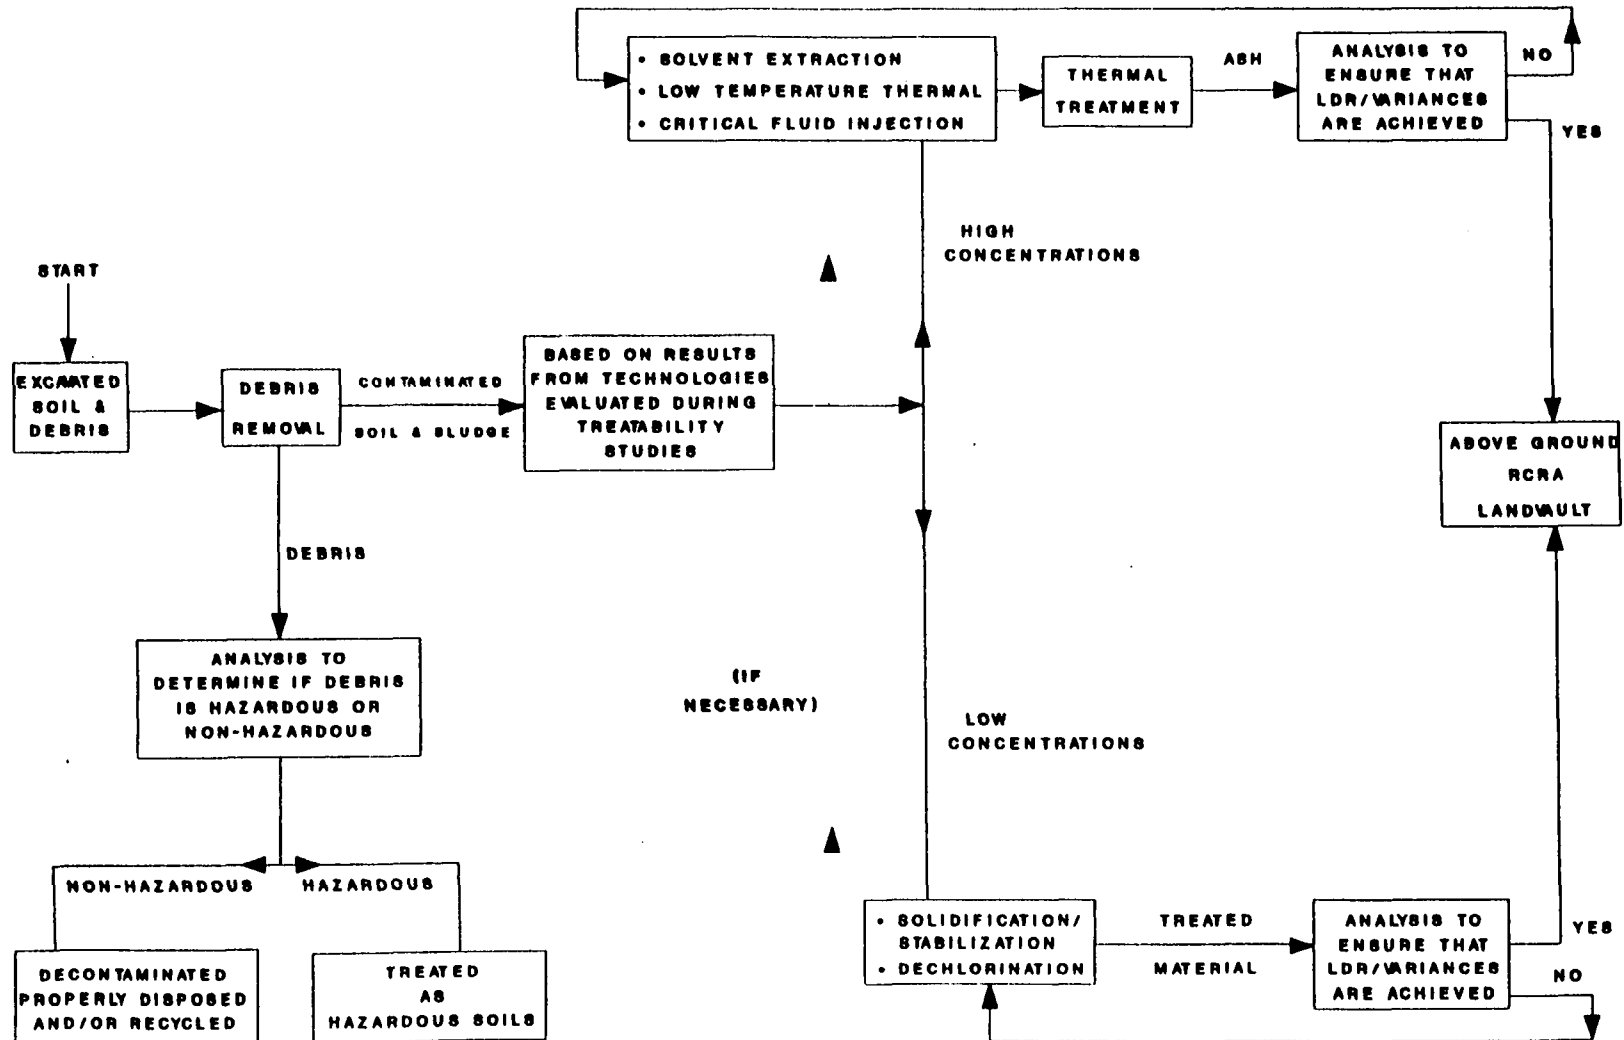 • SOLVENT EXTRACTION
• LOW TEMPERATURE THERMAL
• CRITICAL FLUID INJECTION
THERMAL
TREATMENT
ASH
ANALYSIS TO
ENSURE THAT
LDR/VARIANCES
ARE ACHIEVED
NO
YES
HIGH
CONCENTRATIONS
START
EXCAVATED
SOIL &
DEBRIS
DEBRIS
REMOVAL
CONTAMINATED
SOIL & SLUDGE
BASED ON RESULTS
FROM TECHNOLOGIES
EVALUATED DURING
TREATABILITY
STUDIES
ABOVE GROUND
RCRA
LANDVAULT
DEBRIS
ANALYSIS TO
DETERMINE IF DEBRIS
IS HAZARDOUS OR
NON-HAZARDOUS
(IF
NECESSARY)
LOW
CONCENTRATIONS
NON-HAZARDOUS
HAZARDOUS
DECONTAMINATED
PROPERLY DISPOSED
AND/OR RECYCLED
TREATED
AS
HAZARDOUS SOILS
• SOLIDIFICATION/
STABILIZATION
• DECHLORINATION
TREATED
MATERIAL
ANALYSIS TO
ENSURE THAT
LDR/VARIANCES
ARE ACHIEVED
YES
NO